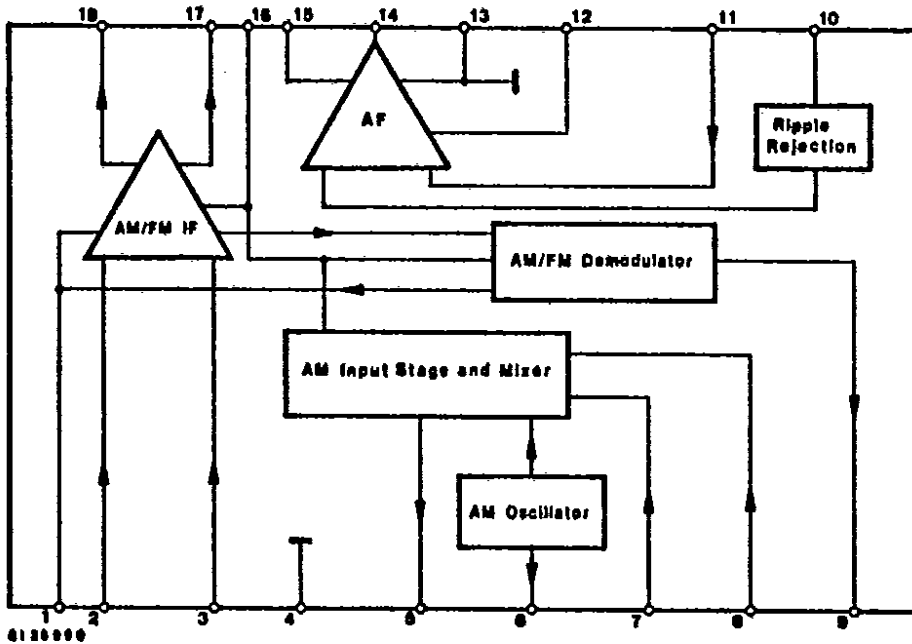 18 17 16 15 14 13 12 11 10
AF
Ripple
Rejection
AM/FM IF
AM/FM Demodulator
AM Input Stage and Mixer
AM Oscillator
1 2 3 4 5 6 7 8 9